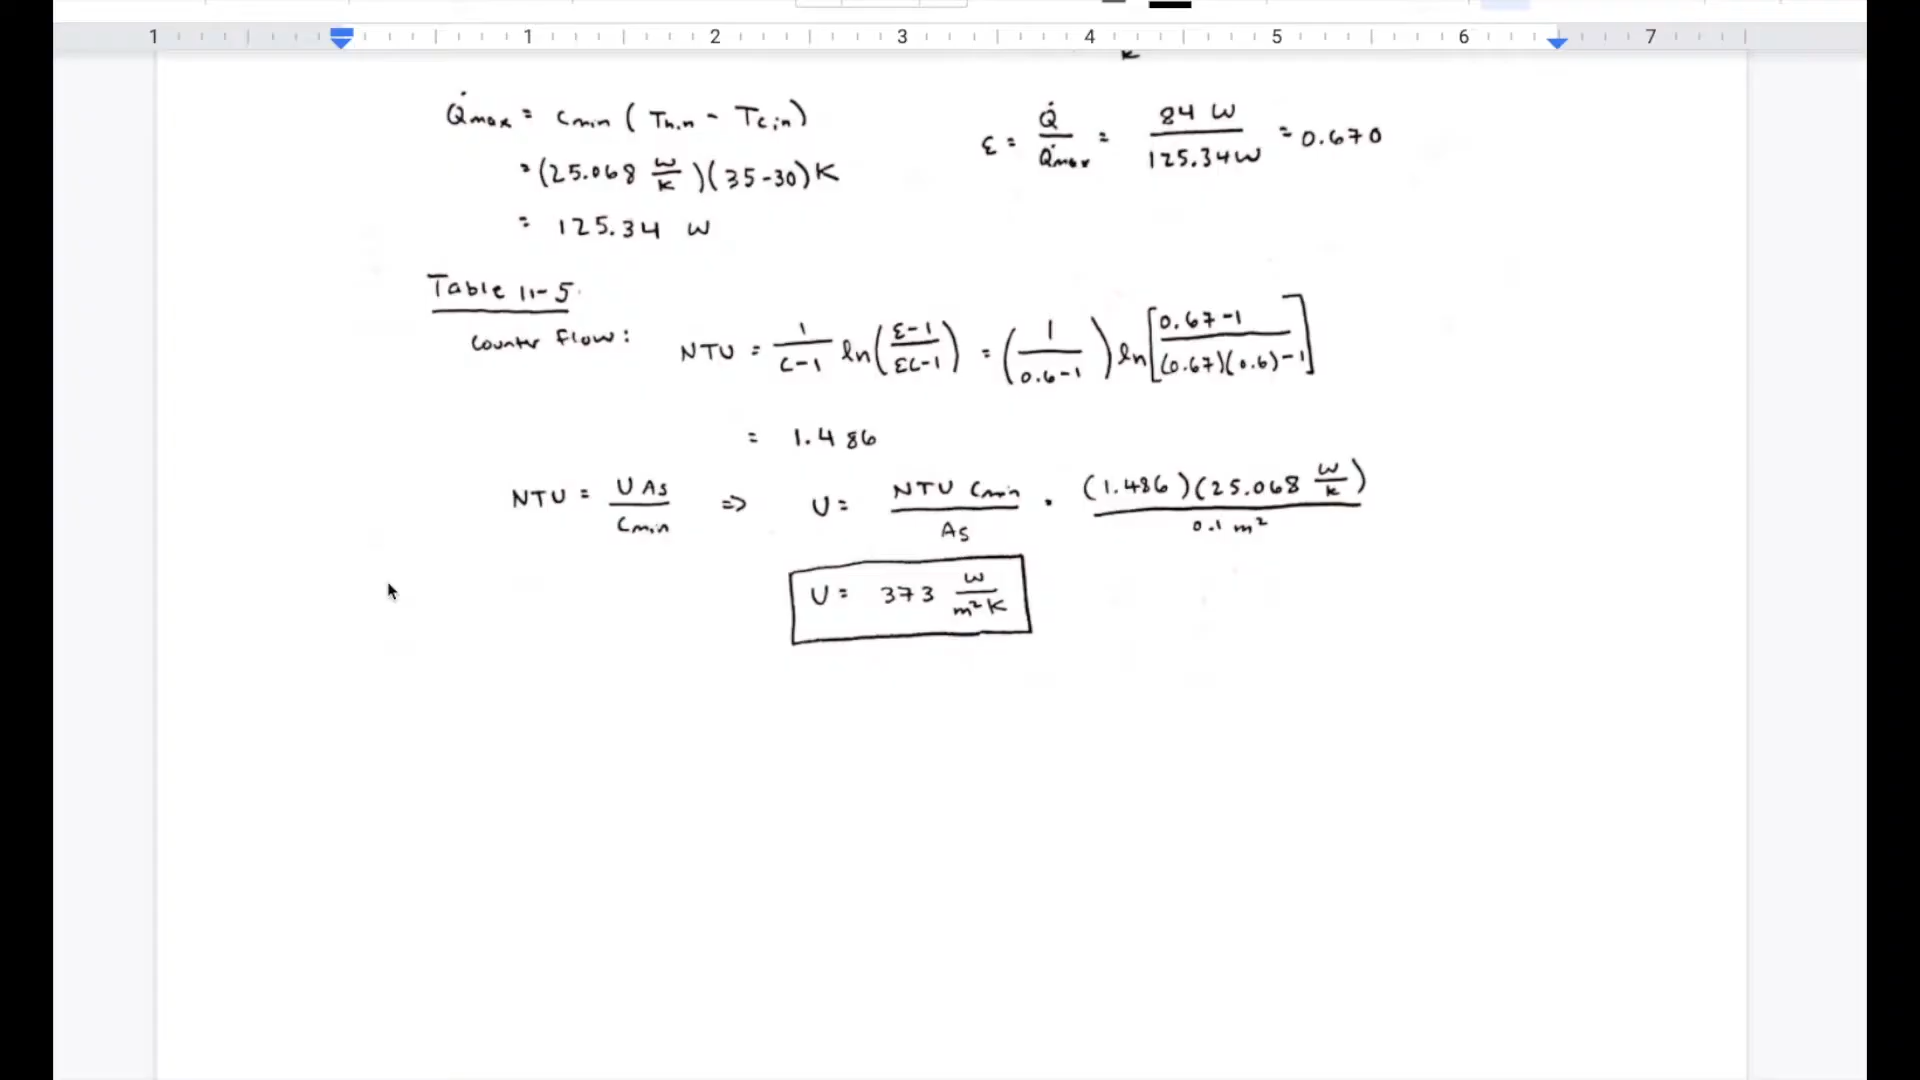 1 1 2 3 4 5 6 7
K
Q̇max = Cmin ( Th,in - Tc,in )
= (25.068 W/K )( 35-30) K
= 125.34 W
ε = Q̇/Q̇max = 84 W/125.34W = 0.670
Table 11-5
Counter Flow: NTU = 1/(C-1) ln( (ε-1)/(εC-1) ) = ( 1/(0.6-1) ) ln[ (0.67-1)/((0.67)(0.6)-1) ]
= 1.486
NTU = U As/Cmin => U = NTU Cmin/As = (1.486)(25.068 W/K)/0.1 m²
U = 373 W/m²K